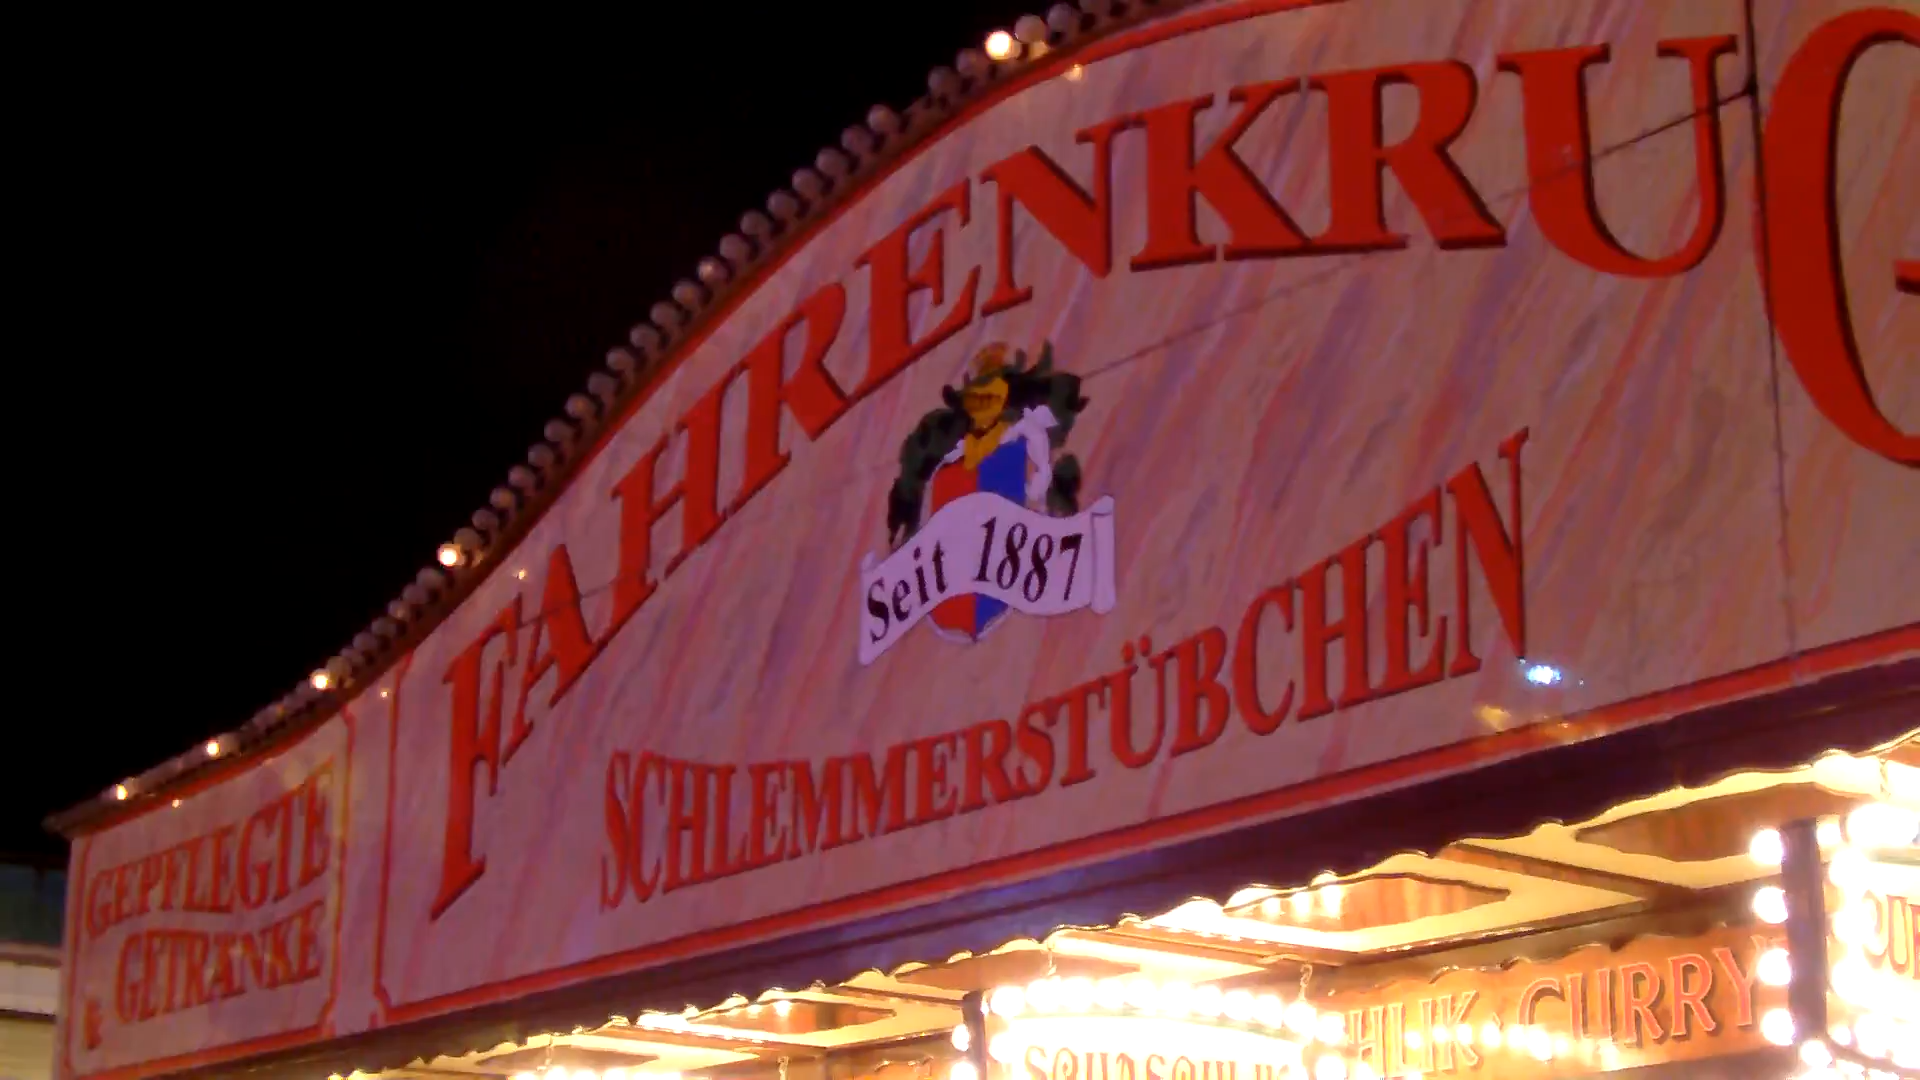 FAHRENKRUG
Seit 1887
SCHLEMMERSTÜBCHEN
GEPFLEGTE
GETRÄNKE
CURRY